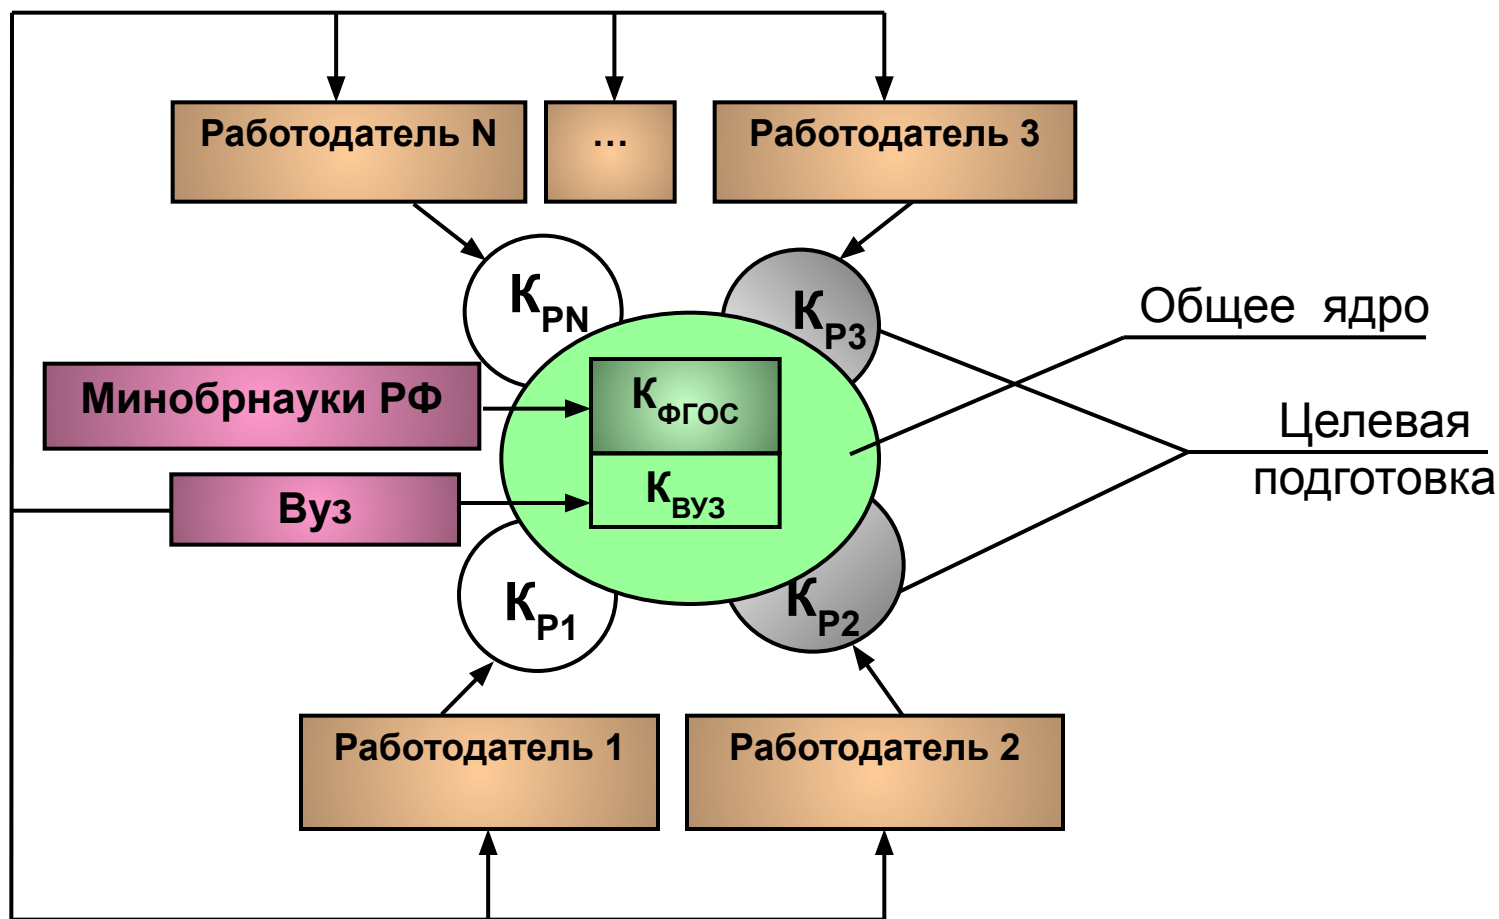 Работодатель N
...
Работодатель 3
КPN
КP3
Общее ядро
Минобрнауки РФ
КФГОС
Целевая
подготовка
Вуз
КВУЗ
КP1
КP2
Работодатель 1
Работодатель 2